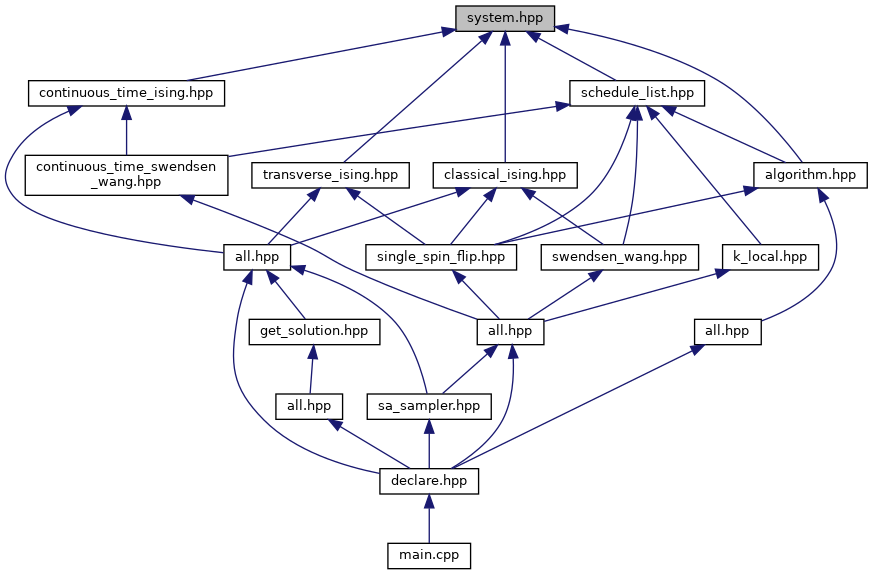 system.hpp
continuous_time_ising.hpp
schedule_list.hpp
continuous_time_swendsen
_wang.hpp
transverse_ising.hpp
classical_ising.hpp
algorithm.hpp
all.hpp
single_spin_flip.hpp
swendsen_wang.hpp
k_local.hpp
get_solution.hpp
all.hpp
all.hpp
all.hpp
sa_sampler.hpp
declare.hpp
main.cpp